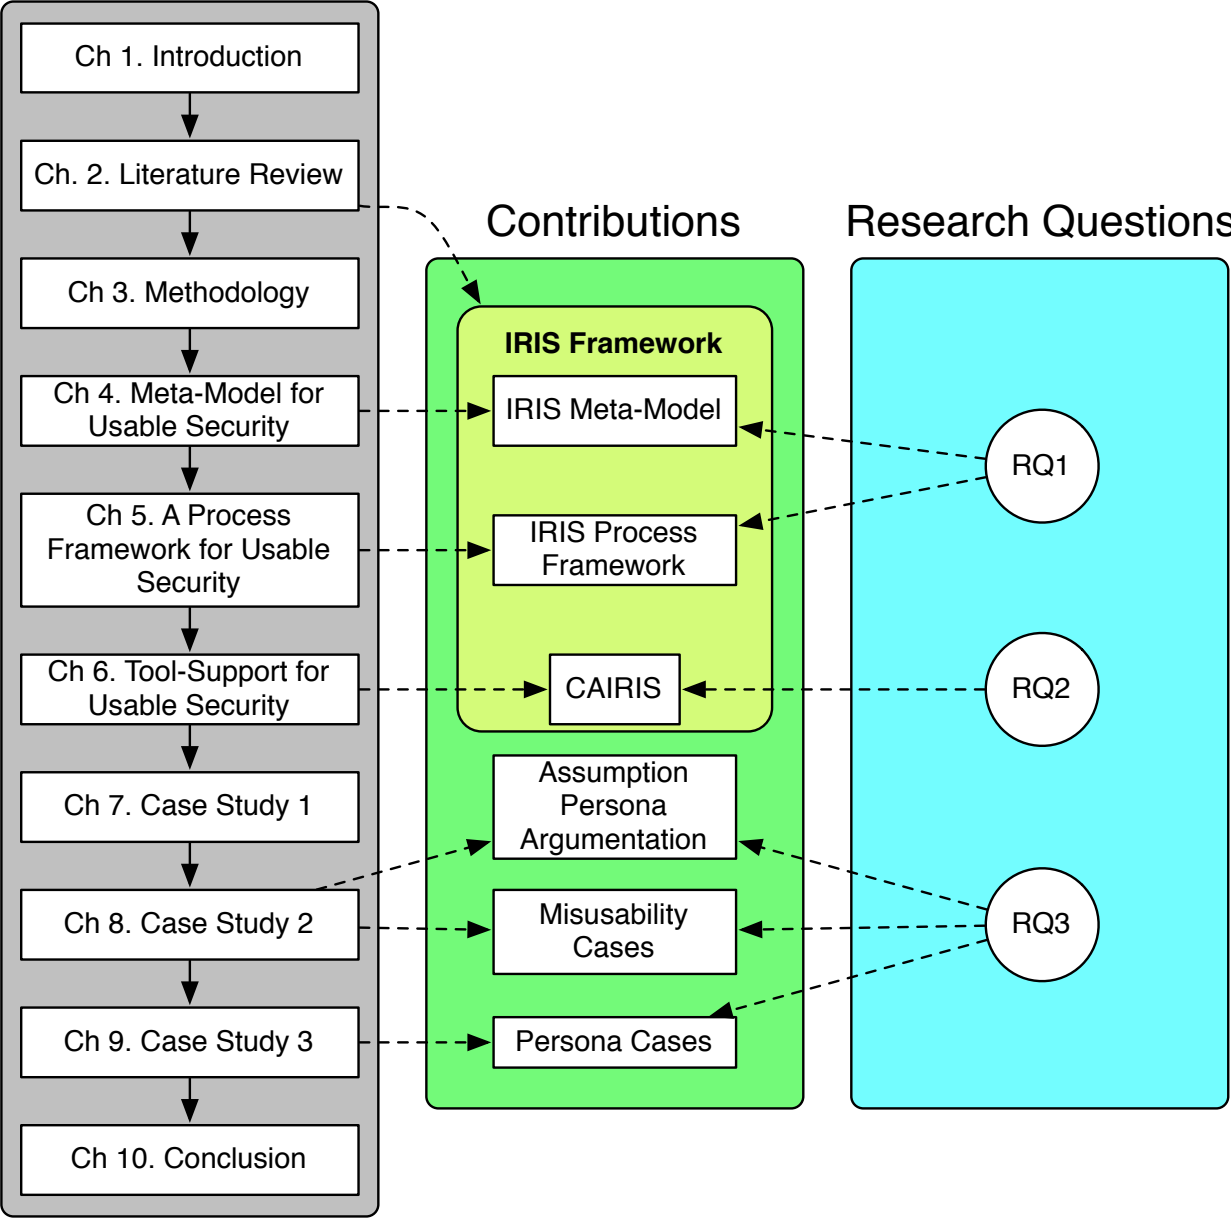 Ch 1. Introduction
Ch. 2. Literature Review
Ch 3. Methodology
Ch 4. Meta-Model for
Usable Security
Ch 5. A Process
Framework for Usable
Security
Ch 6. Tool-Support for
Usable Security
Ch 7. Case Study 1
Ch 8. Case Study 2
Ch 9. Case Study 3
Ch 10. Conclusion
Contributions
IRIS Framework
IRIS Meta-Model
IRIS Process
Framework
CAIRIS
Assumption
Persona
Argumentation
Misusability
Cases
Persona Cases
Research Questions
RQ1
RQ2
RQ3